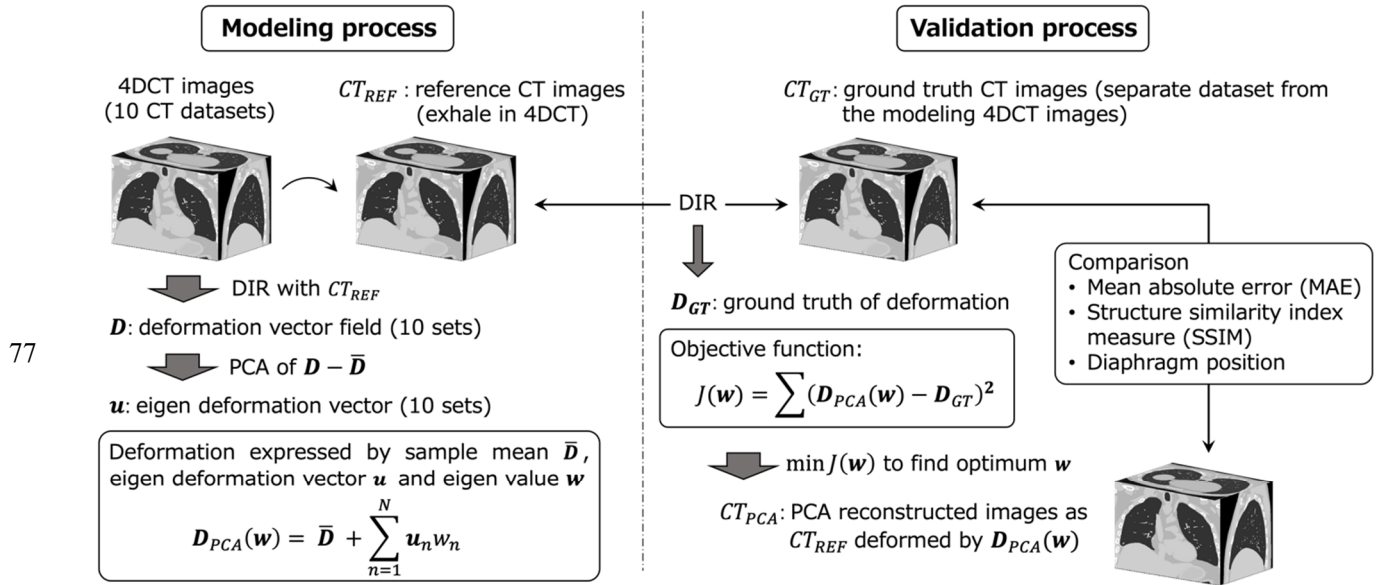 Modeling process
4DCT images
(10 CT datasets)
CT_REF : reference CT images
(exhale in 4DCT)
DIR with CT_REF
D: deformation vector field (10 sets)
77
PCA of D − D̄
u: eigen deformation vector (10 sets)
Deformation expressed by sample mean D̄ ,
eigen deformation vector u and eigen value w
D_PCA(w) = D̄ + ∑_{n=1}^{N} u_n w_n
Validation process
CT_GT : ground truth CT images (separate dataset from
the modeling 4DCT images)
DIR
D_GT: ground truth of deformation
Objective function:
J(w) = ∑(D_PCA(w) − D_GT)²
min J(w) to find optimum w
CT_PCA: PCA reconstructed images as
CT_REF deformed by D_PCA(w)
Comparison
• Mean absolute error (MAE)
• Structure similarity index
measure (SSIM)
• Diaphragm position